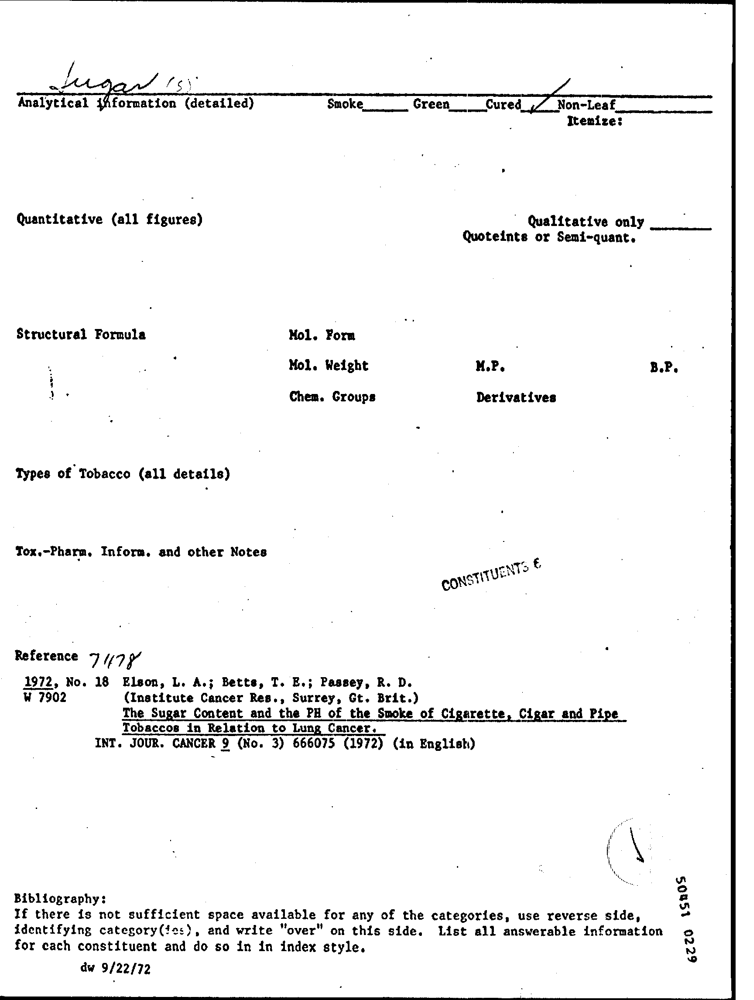 Sugar (s)
Analytical information (detailed) Smoke____ Green____ Cured__✓ Non-Leaf____
Itemize:
Quantitative (all figures) Qualitative only ____
Quoteints or Semi-quant.
Structural Formula Mol. Form
Mol. Weight M.P. B.P.
Chem. Groups Derivatives
Types of Tobacco (all details)
Tox.-Pharm. Inform. and other Notes
CONSTITUENTS
Reference
1972, No. 18 Elson, L. A.; Betts, T. E.; Passey, R. D.
W 7902 (Institute Cancer Res., Surrey, Gt. Brit.)
The Sugar Content and the PH of the Smoke of Cigarette, Cigar and Pipe
Tobaccos in Relation to Lung Cancer.
INT. JOUR. CANCER 9 (No. 3) 666075 (1972) (in English)
Bibliography:
If there is not sufficient space available for any of the categories, use reverse side,
identifying category(ies), and write "over" on this side. List all answerable information
for each constituent and do so in in index style.
dw 9/22/72
50451 0229